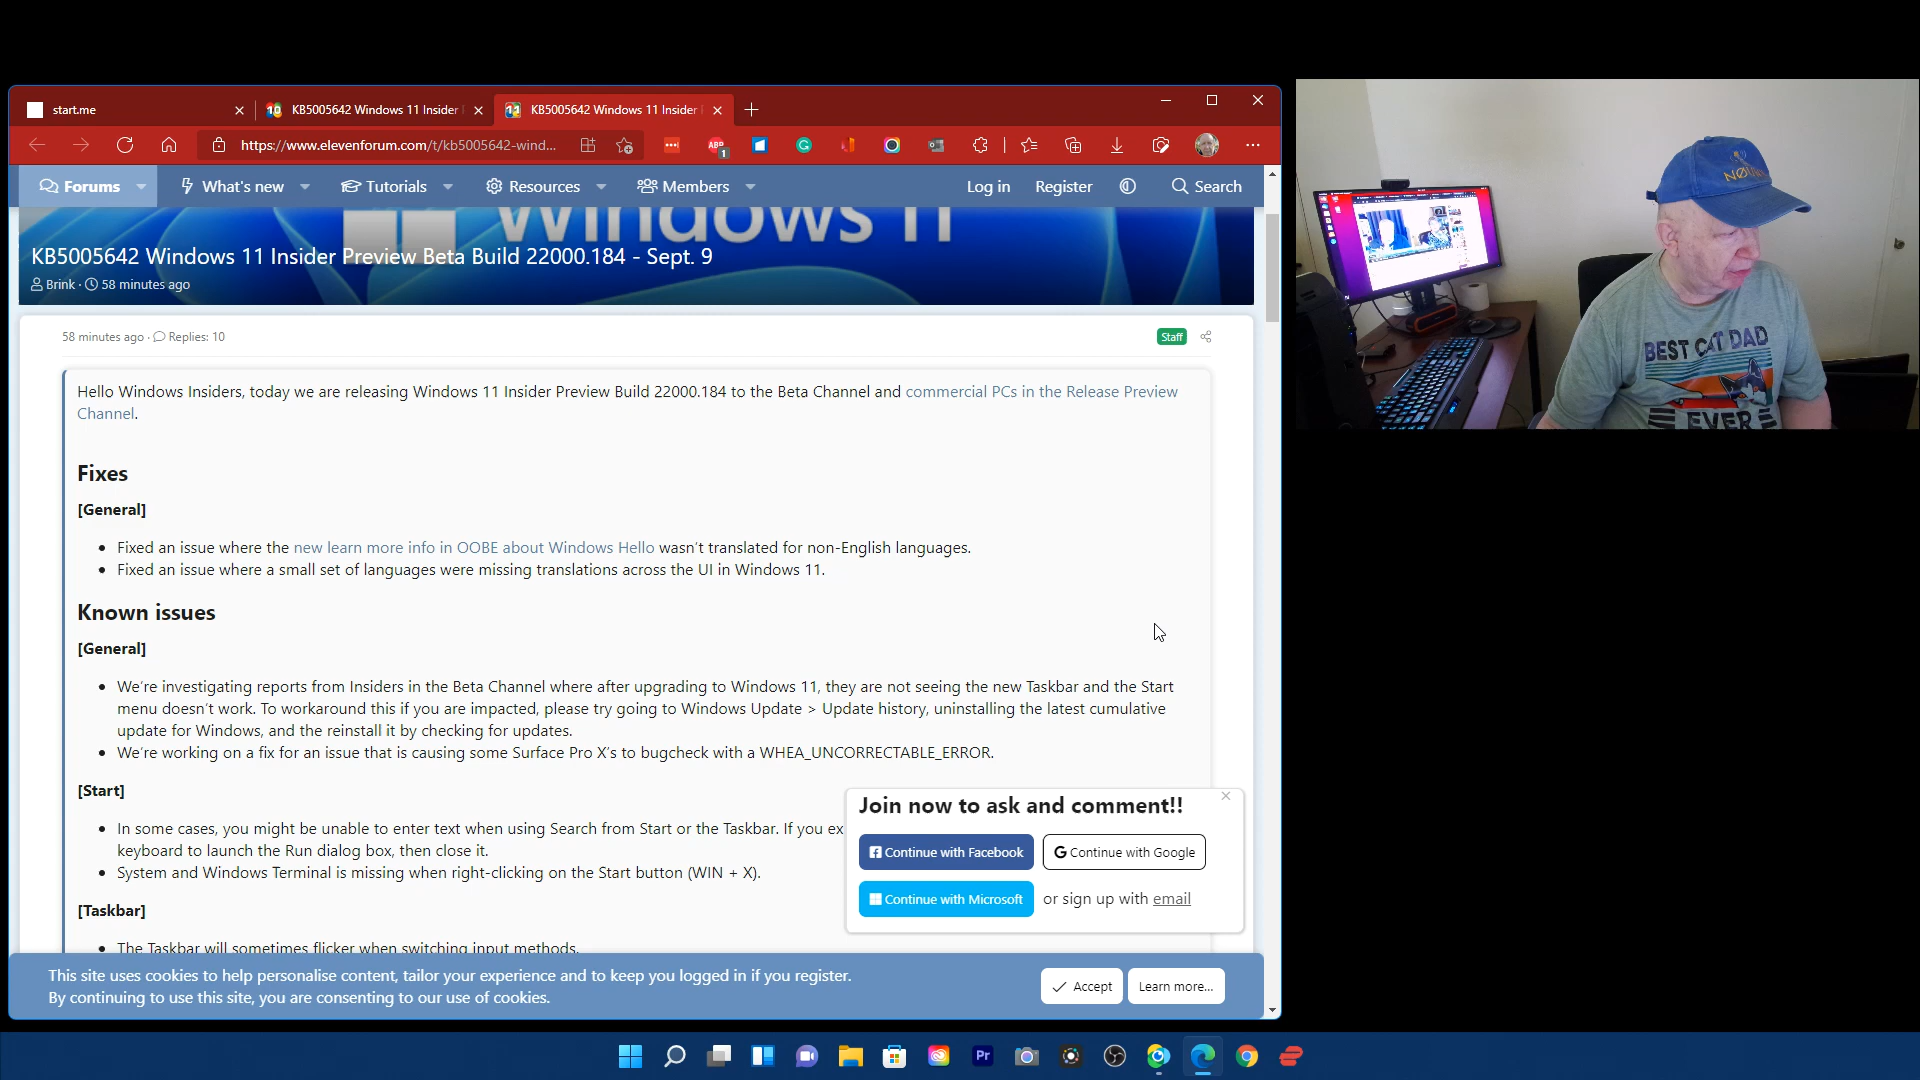 start.me
KB5005642 Windows 11 Insider
KB5005642 Windows 11 Insider
https://www.elevenforum.com/t/kb5005642-wind...
ABP
1
Forums
What's new
Tutorials
Resources
Members
Log in
Register
Search
Windows 11
KB5005642 Windows 11 Insider Preview Beta Build 22000.184 - Sept. 9
Brink · 58 minutes ago
58 minutes ago · Replies: 10
Staff
Hello Windows Insiders, today we are releasing Windows 11 Insider Preview Build 22000.184 to the Beta Channel and commercial PCs in the Release Preview
Channel.
Fixes
[General]
Fixed an issue where the new learn more info in OOBE about Windows Hello wasn't translated for non-English languages.
Fixed an issue where a small set of languages were missing translations across the UI in Windows 11.
Known issues
[General]
We're investigating reports from Insiders in the Beta Channel where after upgrading to Windows 11, they are not seeing the new Taskbar and the Start
menu doesn't work. To workaround this if you are impacted, please try going to Windows Update > Update history, uninstalling the latest cumulative
update for Windows, and the reinstall it by checking for updates.
We're working on a fix for an issue that is causing some Surface Pro X's to bugcheck with a WHEA_UNCORRECTABLE_ERROR.
[Start]
In some cases, you might be unable to enter text when using Search from Start or the Taskbar. If you ex
keyboard to launch the Run dialog box, then close it.
System and Windows Terminal is missing when right-clicking on the Start button (WIN + X).
[Taskbar]
The Taskbar will sometimes flicker when switching input methods.
Join now to ask and comment!!
Continue with Facebook
Continue with Google
Continue with Microsoft
or sign up with email
This site uses cookies to help personalise content, tailor your experience and to keep you logged in if you register.
By continuing to use this site, you are consenting to our use of cookies.
Accept
Learn more...
Pr
BEST CAT DAD
EVER